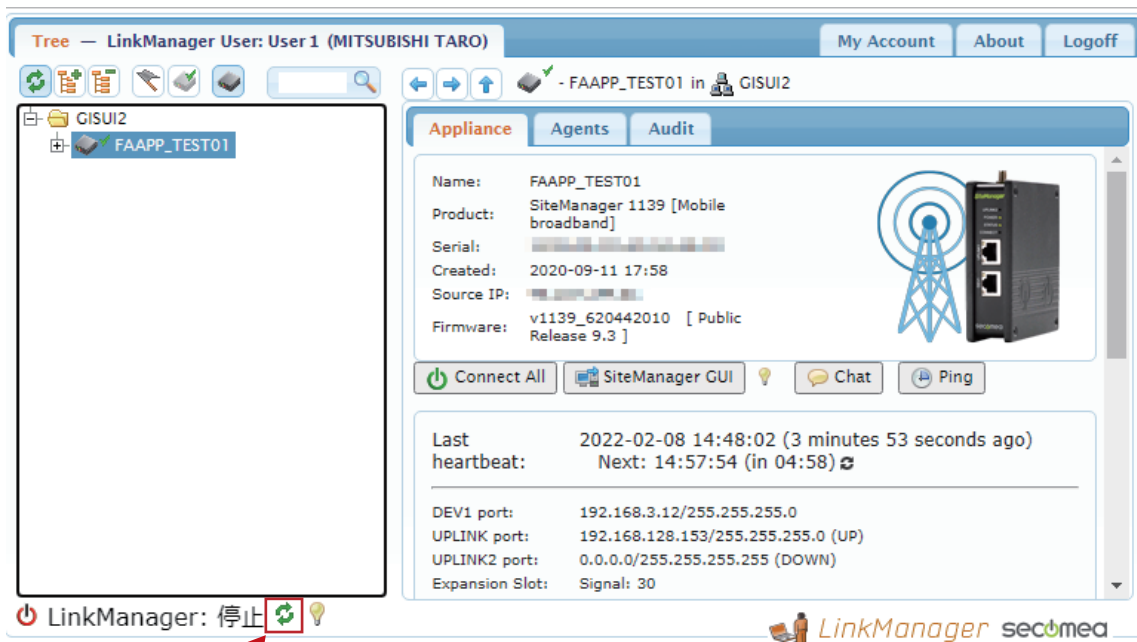 Tree — LinkManager User: User 1 (MITSUBISHI TARO)
My Account
About
Logoff
- FAAPP_TEST01 in GISUI2
GISUI2
FAAPP_TEST01
Appliance
Agents
Audit
Name: FAAPP_TEST01
Product: SiteManager 1139 [Mobile
broadband]
Serial:
Created: 2020-09-11 17:58
Source IP:
Firmware: v1139_620442010 [ Public
Release 9.3 ]
Connect All
SiteManager GUI
Chat
Ping
Last heartbeat: 2022-02-08 14:48:02 (3 minutes 53 seconds ago)
Next: 14:57:54 (in 04:58)
DEV1 port: 192.168.3.12/255.255.255.0
UPLINK port: 192.168.128.153/255.255.255.0 (UP)
UPLINK2 port: 0.0.0.0/255.255.255.255 (DOWN)
Expansion Slot: Signal: 30
LinkManager: 停止
LinkManager secomea